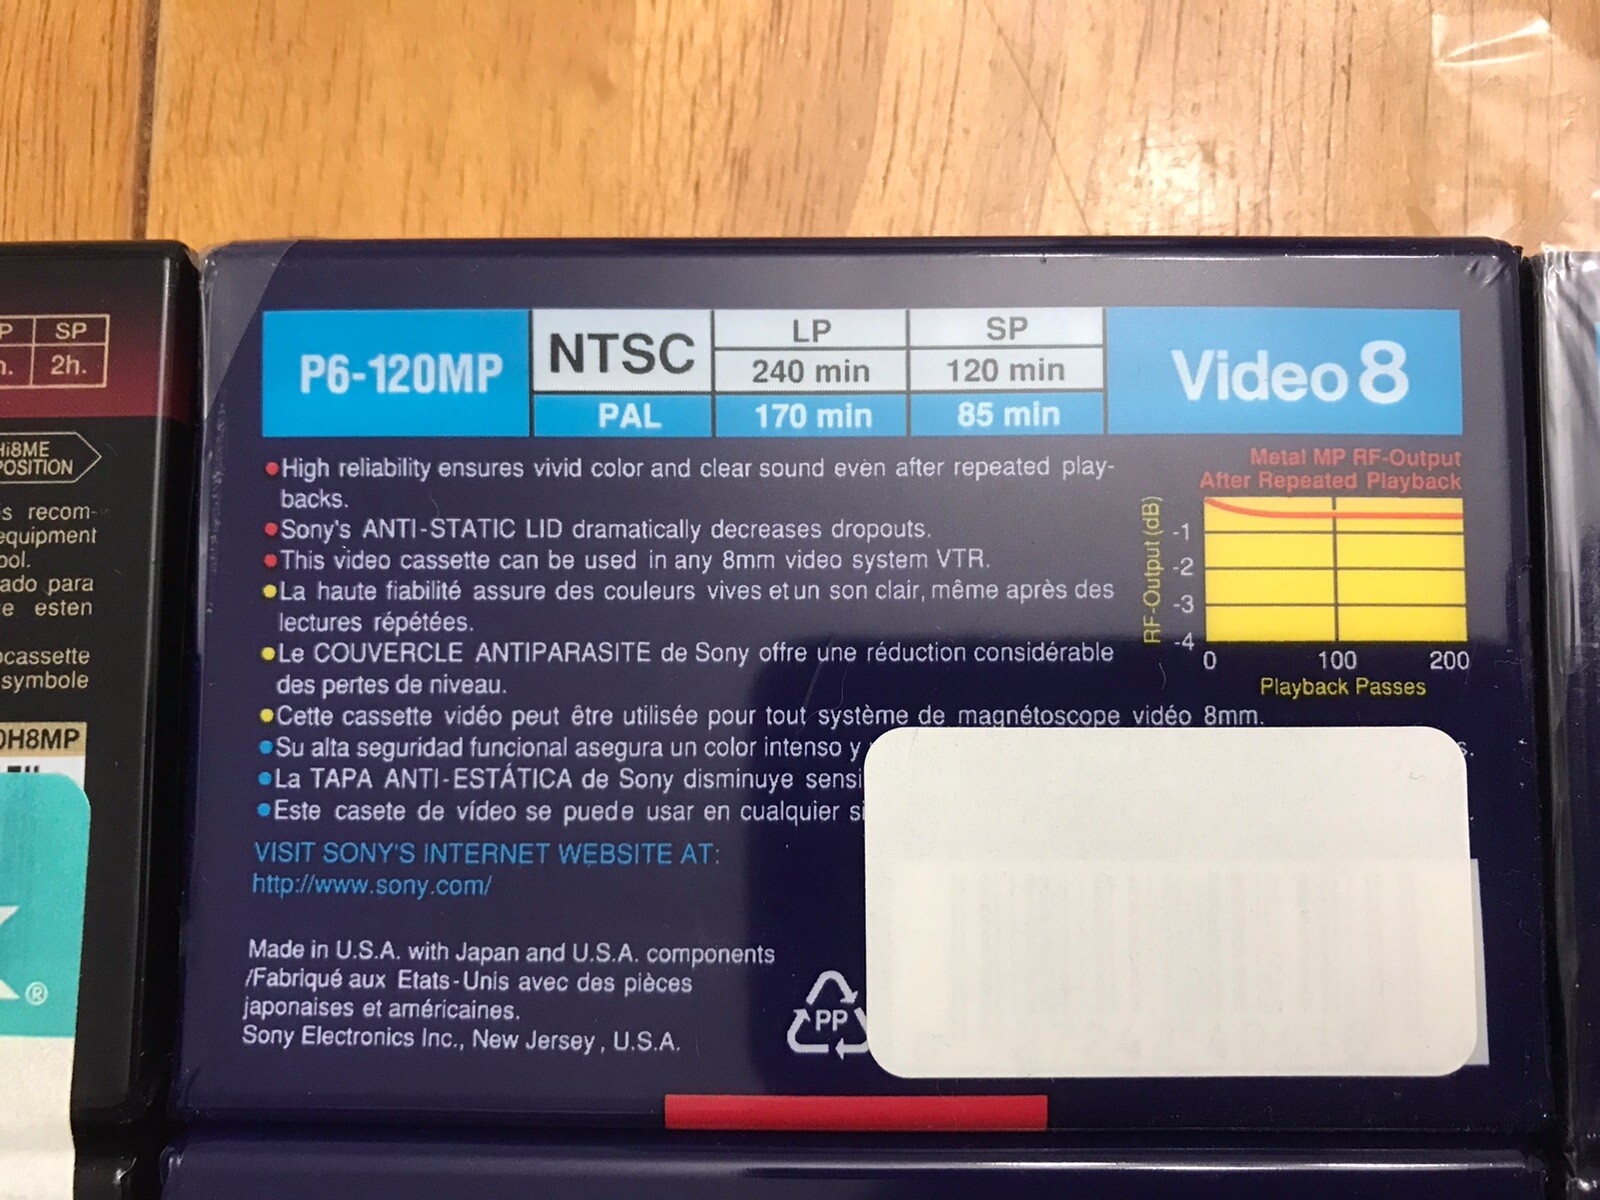 P SP
h. 2h.
Hi8ME
POSITION
s recom-
equipment
ool.
ado para
e esten
ocassette
symbole
0H8MP
®
P6-120MP
NTSC LP SP
240 min 120 min
PAL 170 min 85 min
Video 8
●High reliability ensures vivid color and clear sound even after repeated play-
backs.
●Sony's ANTI-STATIC LID dramatically decreases dropouts.
●This video cassette can be used in any 8mm video system VTR.
●La haute fiabilité assure des couleurs vives et un son clair, même après des
lectures répétées.
●Le COUVERCLE ANTIPARASITE de Sony offre une réduction considérable
des pertes de niveau.
●Cette cassette vidéo peut être utilisée pour tout système de magnétoscope vidéo 8mm.
●Su alta seguridad funcional asegura un color intenso y
●La TAPA ANTI-ESTÁTICA de Sony disminuye sensi
●Este casete de vídeo se puede usar en cualquier si
Metal MP RF-Output
After Repeated Playback
RF-Output (dB)
-1
-2
-3
-4
0 100 200
Playback Passes
VISIT SONY'S INTERNET WEBSITE AT:
http://www.sony.com/
Made in U.S.A. with Japan and U.S.A. components
/Fabriqué aux Etats-Unis avec des pièces
japonaises et américaines.
Sony Electronics Inc., New Jersey, U.S.A.
PP